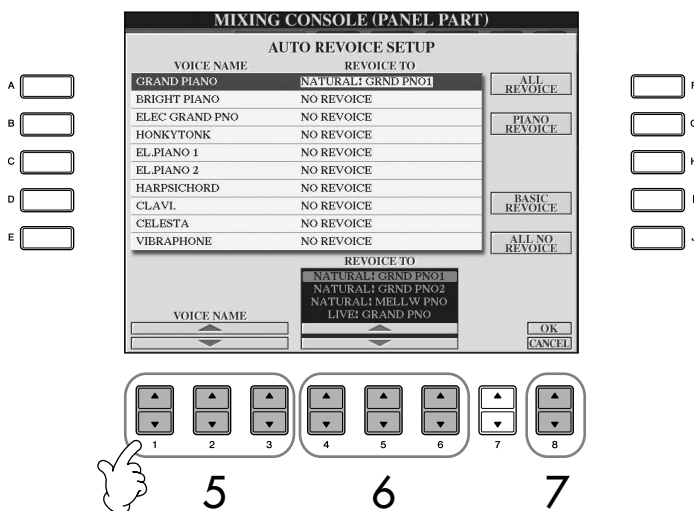 MIXING CONSOLE (PANEL PART)
AUTO REVOICE SETUP
VOICE NAME REVOICE TO
GRAND PIANO NATURAL! GRND PNO1
BRIGHT PIANO NO REVOICE
ELEC GRAND PNO NO REVOICE
HONKYTONK NO REVOICE
EL.PIANO 1 NO REVOICE
EL.PIANO 2 NO REVOICE
HARPSICHORD NO REVOICE
CLAVI. NO REVOICE
CELESTA NO REVOICE
VIBRAPHONE NO REVOICE
ALL REVOICE
PIANO REVOICE
BASIC REVOICE
ALL NO REVOICE
A
B
C
D
E
REVOICE TO
NATURAL! GRND PNO1
NATURAL! GRND PNO2
NATURAL! MELLW PNO
LIVE! GRAND PNO
VOICE NAME
OK
CANCEL
1 2 3 4 5 6 7 8
5 6 7